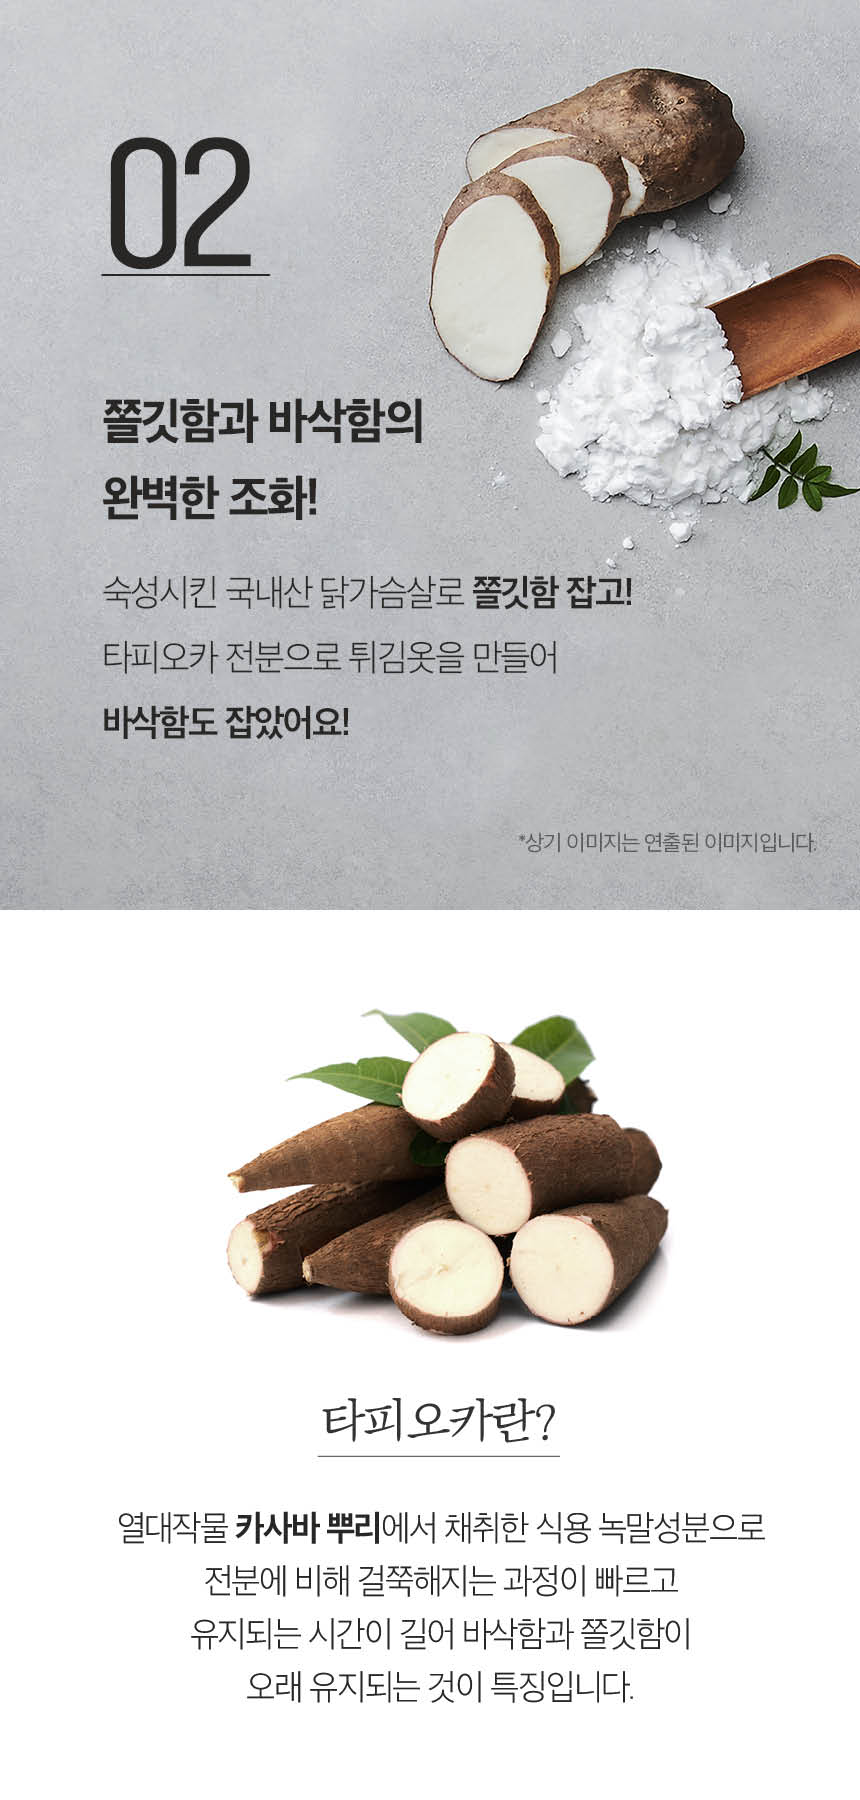 02
쫄깃함과 바삭함의
완벽한 조화!
숙성시킨 국내산 닭가슴살로 쫄깃함 잡고!
타피오카 전분으로 튀김옷을 만들어
바삭함도 잡았어요!
*상기 이미지는 연출된 이미지입니다.
타피오카란?
열대작물 카사바 뿌리에서 채취한 식용 녹말성분으로
전분에 비해 걸쭉해지는 과정이 빠르고
유지되는 시간이 길어 바삭함과 쫄깃함이
오래 유지되는 것이 특징입니다.